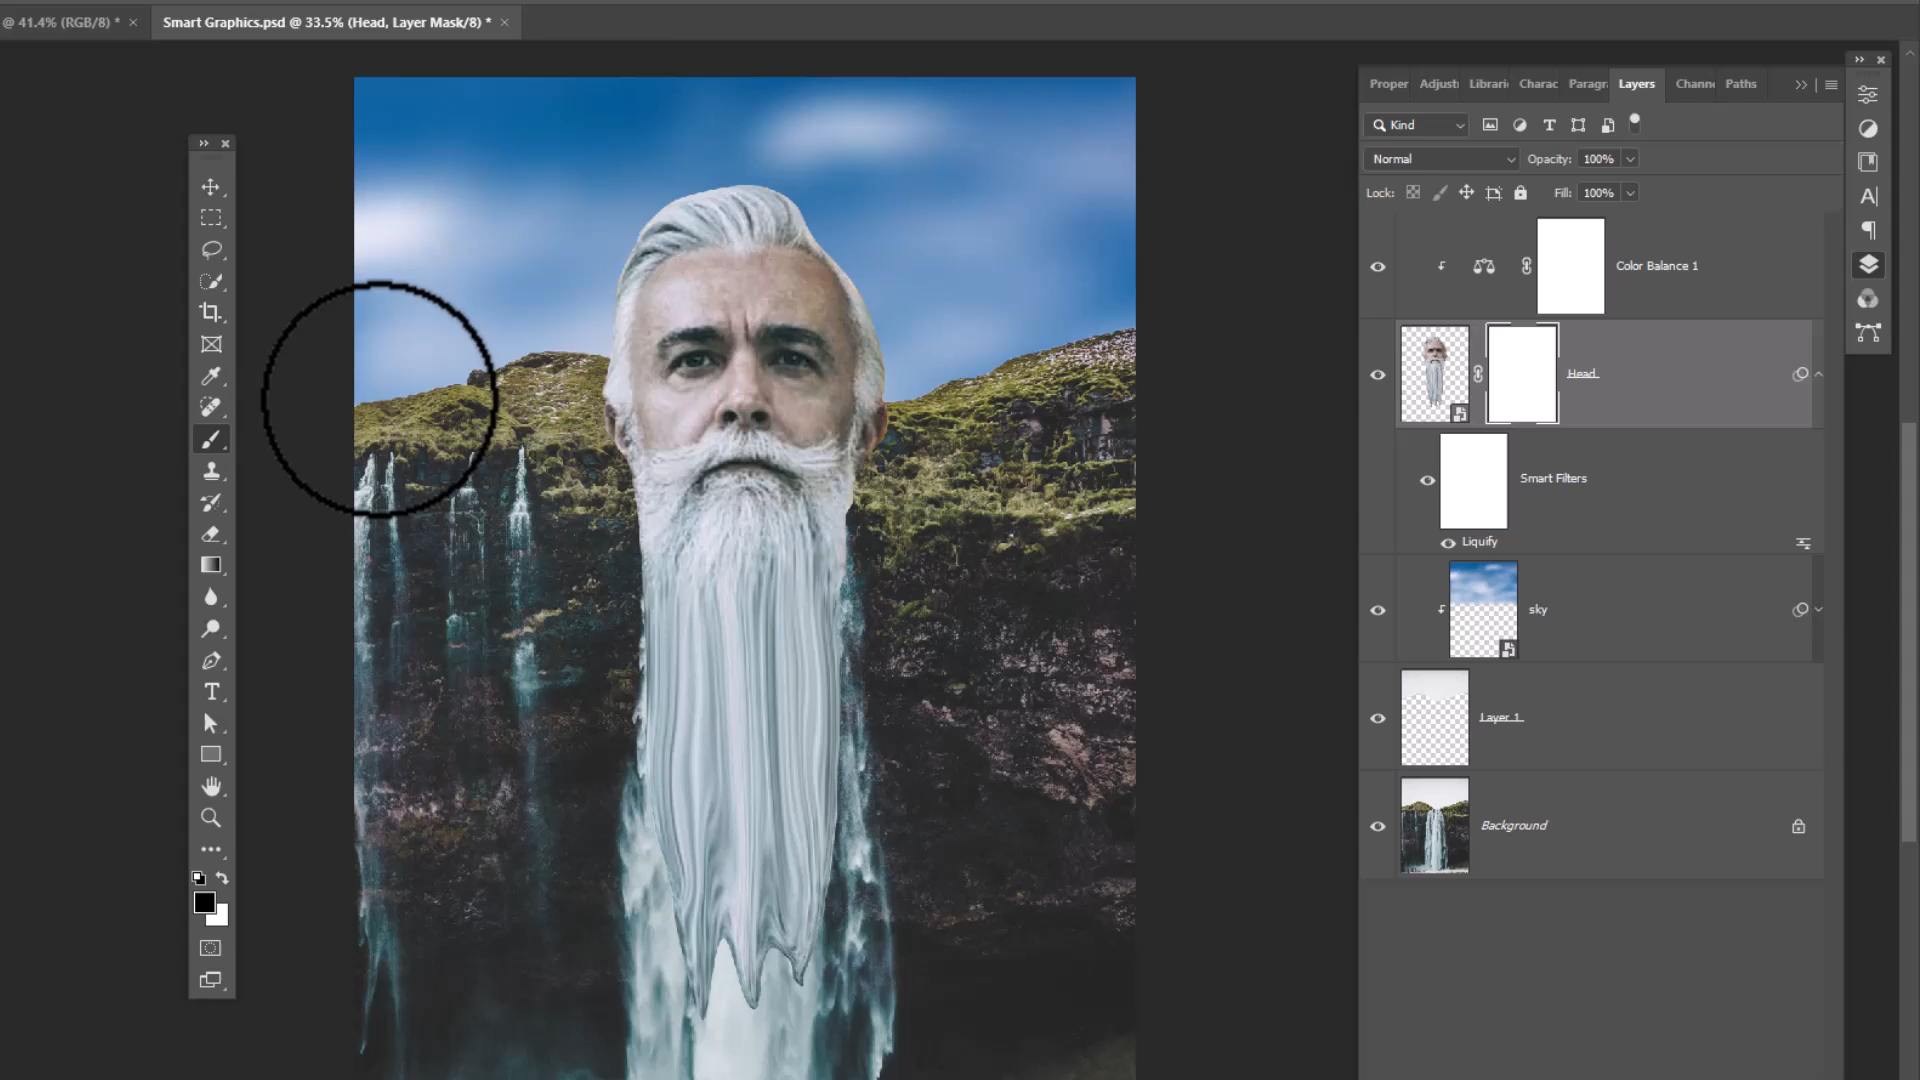 @ 41.4% (RGB/8) * ×
Smart Graphics.psd @ 33.5% (Head, Layer Mask/8) * ×
Proper Adjusti Librari Charac Paragr Layers Chann Paths
Kind
Normal Opacity: 100%
Lock: Fill: 100%
Color Balance 1
Head
Smart Filters
Liquify
sky
Layer 1
Background